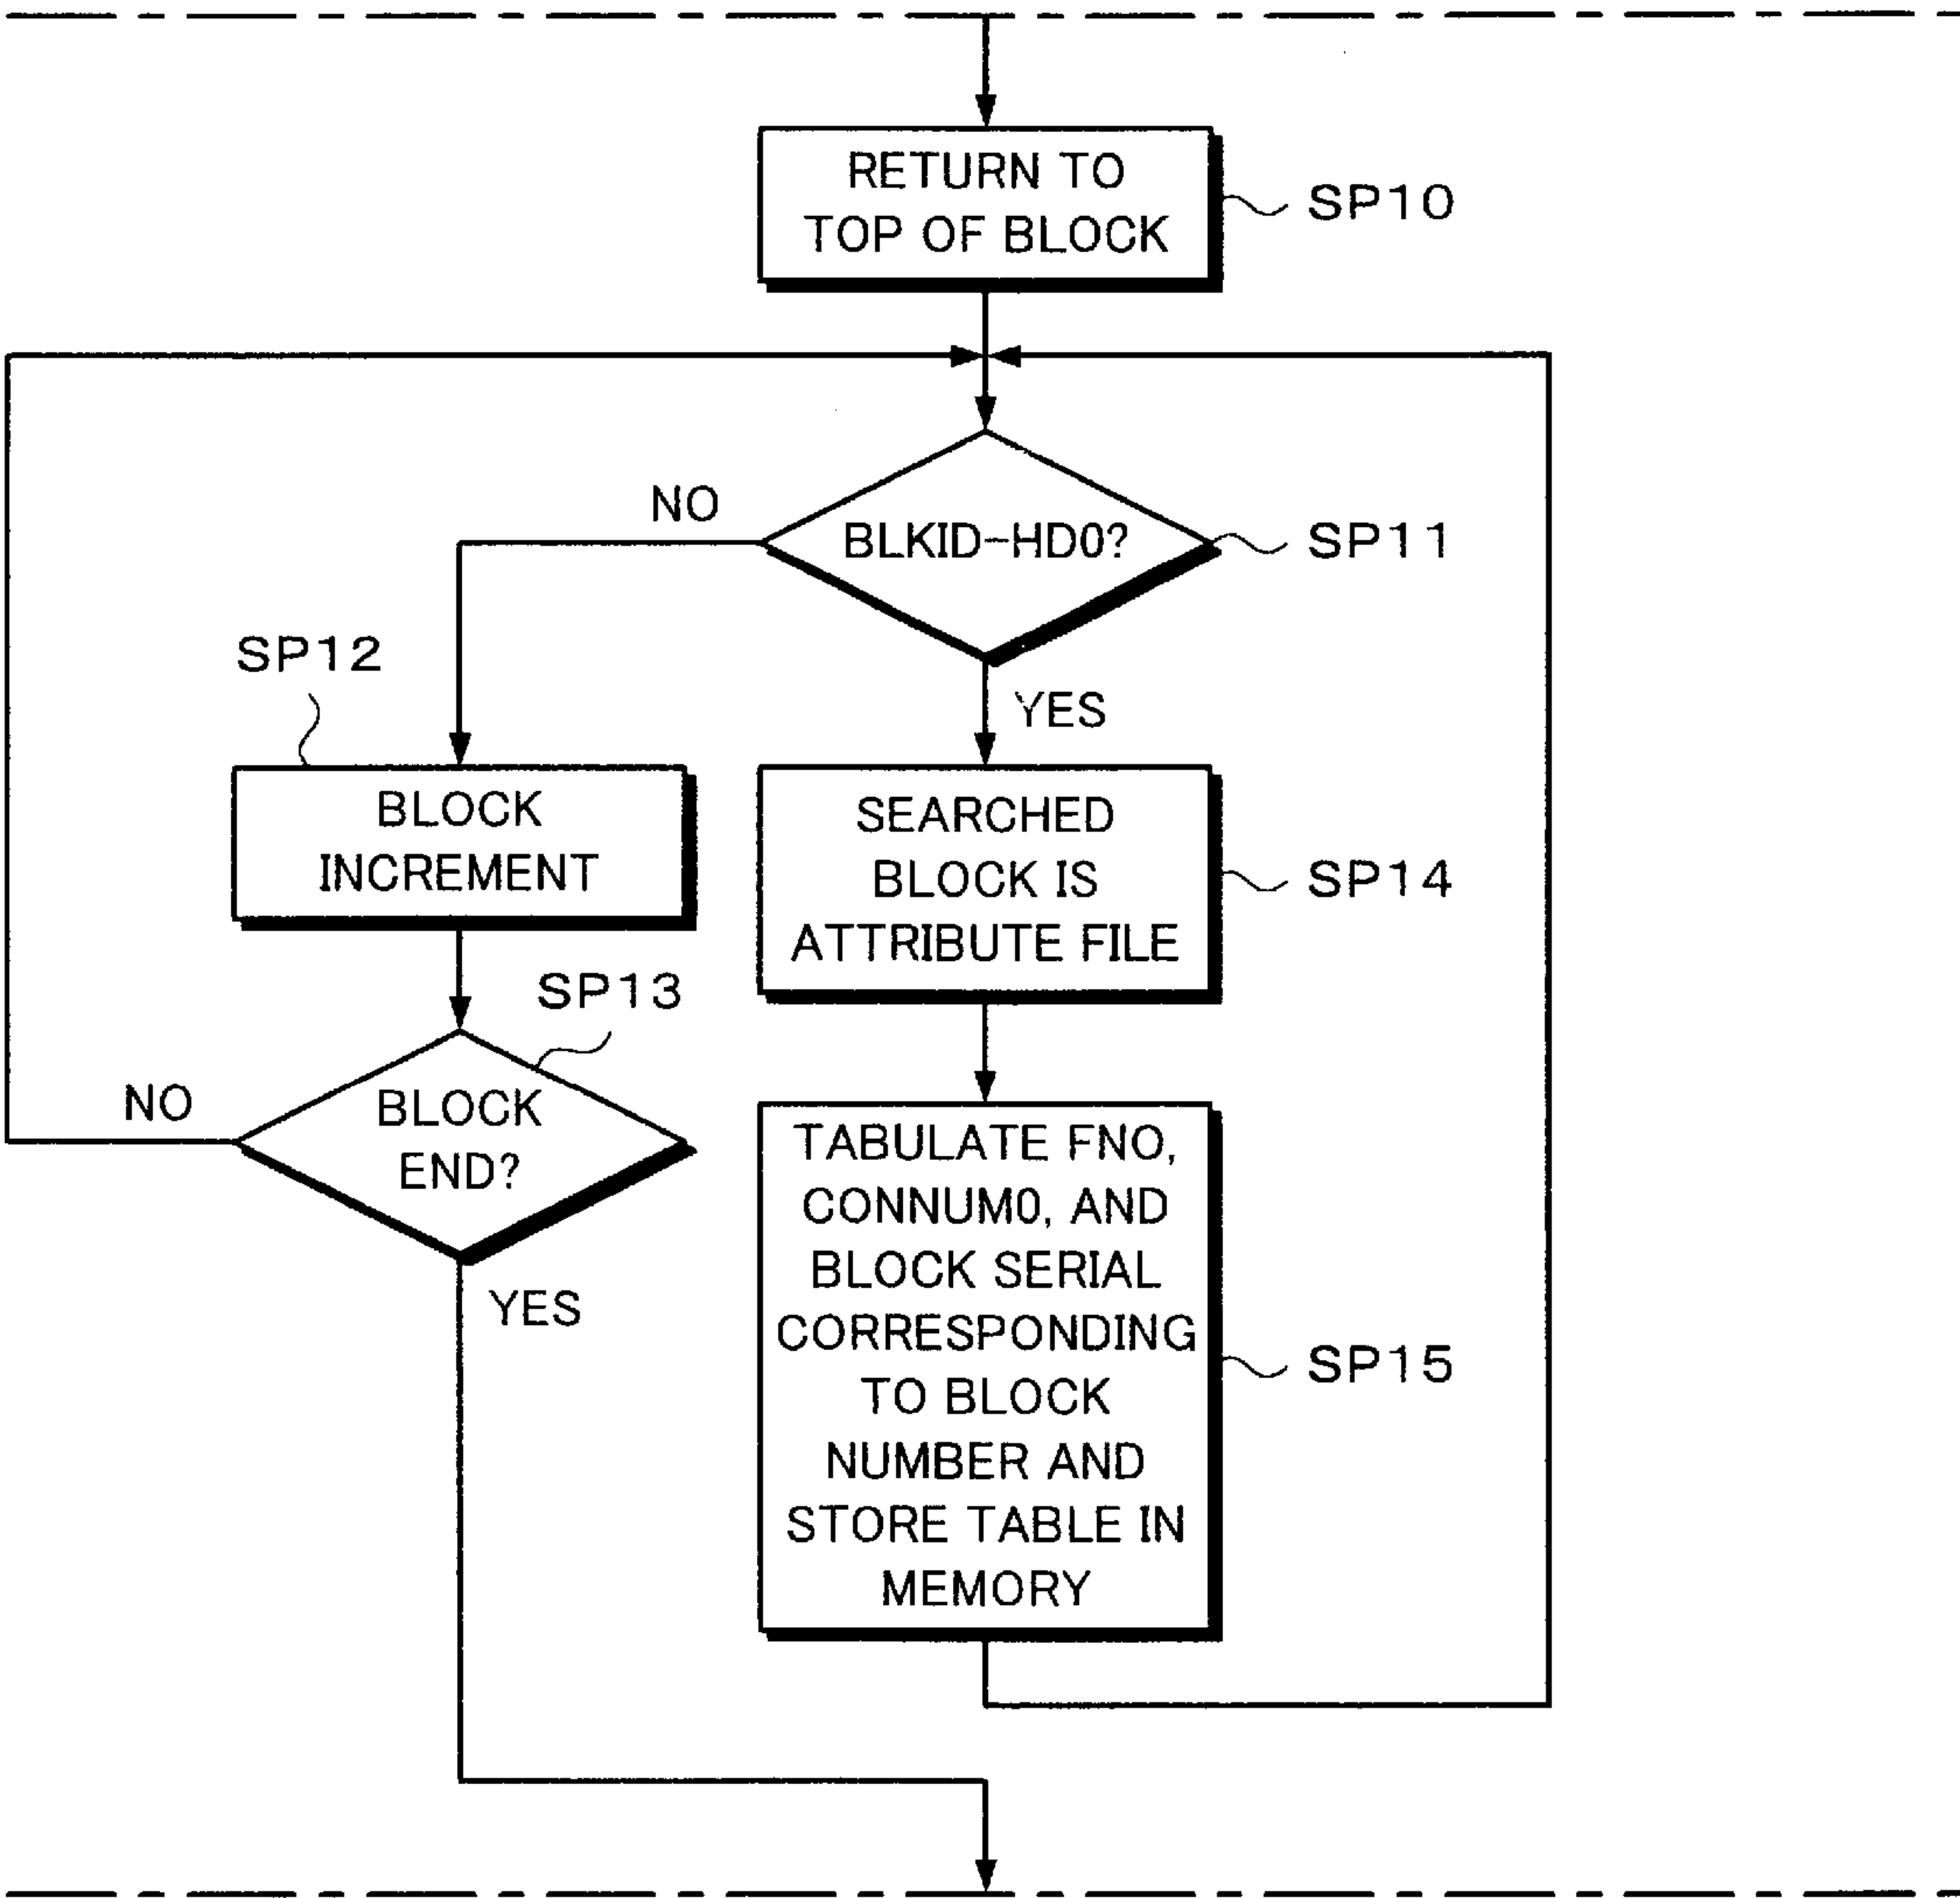 RETURN TO
TOP OF BLOCK
SP10
NO
BLKID-HD0?
SP11
YES
SP12
BLOCK
INCREMENT
SEARCHED
BLOCK IS
ATTRIBUTE FILE
SP14
SP13
NO
BLOCK
END?
YES
TABULATE FNO,
CONNUM0, AND
BLOCK SERIAL
CORRESPONDING
TO BLOCK
NUMBER AND
STORE TABLE IN
MEMORY
SP15